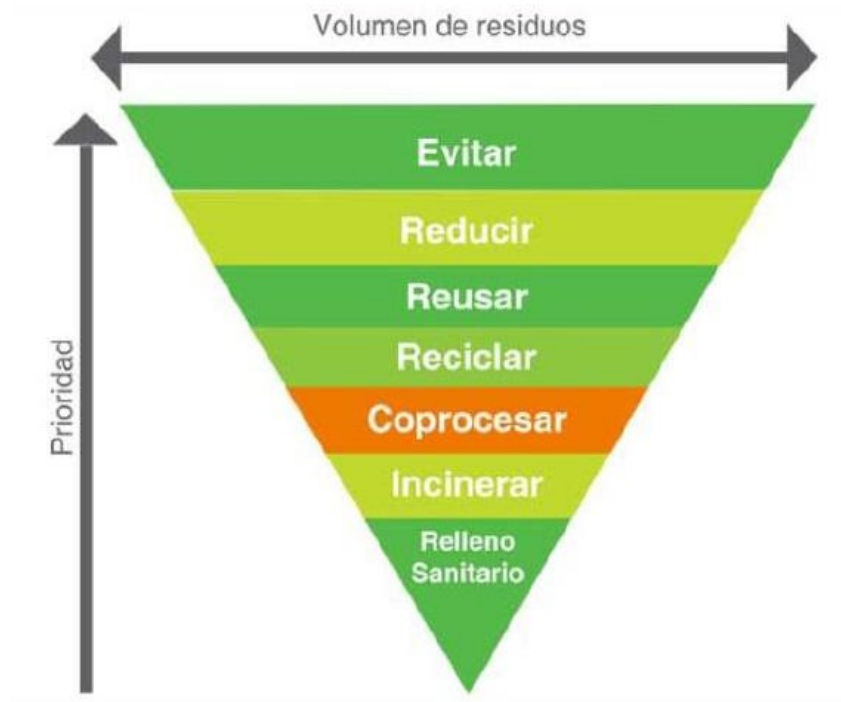 Volumen de residuos
Evitar
Reducir
Reusar
Reciclar
Coprocesar
Incinerar
Relleno
Sanitario
Prioridad